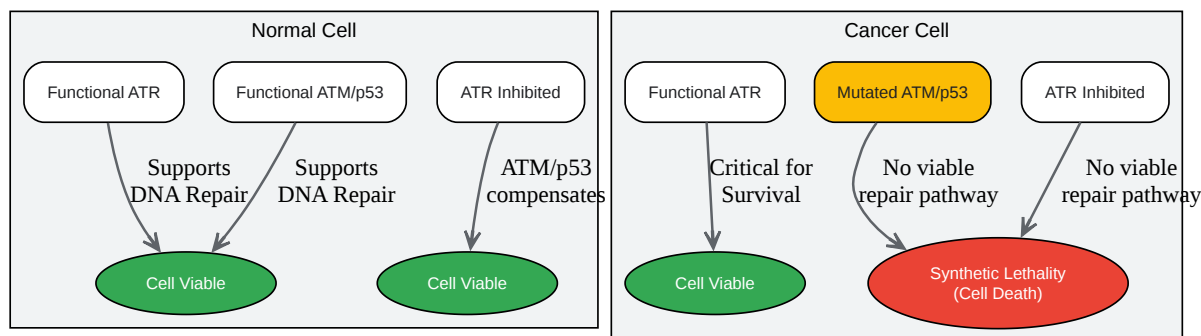 Normal Cell
Functional ATR
Functional ATM/p53
ATR Inhibited
Supports
DNA Repair
Supports
DNA Repair
ATM/p53
compensates
Cell Viable
Cell Viable
Cancer Cell
Functional ATR
Mutated ATM/p53
ATR Inhibited
Critical for
Survival
No viable
repair pathway
No viable
repair pathway
Cell Viable
Synthetic Lethality
(Cell Death)